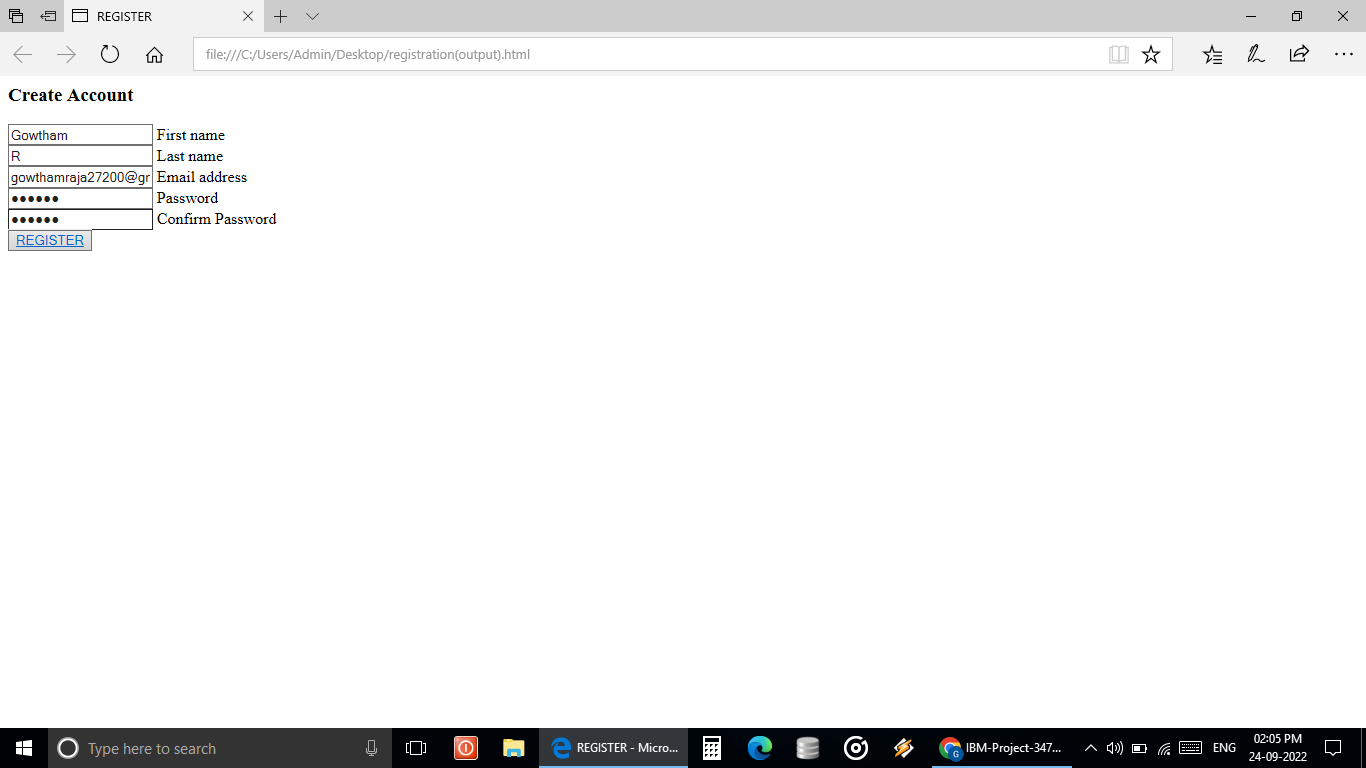 REGISTER
file:///C:/Users/Admin/Desktop/registration(output).html
Create Account
Gowtham First name
R Last name
gowthamraja27200@gr Email address
●●●●●● Password
●●●●●● Confirm Password
REGISTER
Type here to search
REGISTER - Micro...
IBM-Project-347...
ENG
02:05 PM
24-09-2022